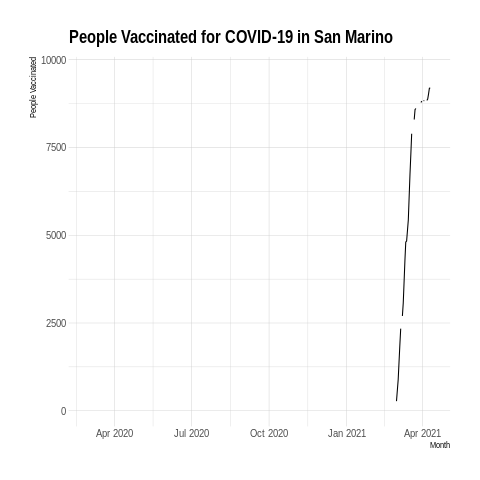 People Vaccinated for COVID-19 in San Marino
People Vaccinated
10000
7500
5000
2500
0
Apr 2020 Jul 2020 Oct 2020 Jan 2021 Apr 2021
Month